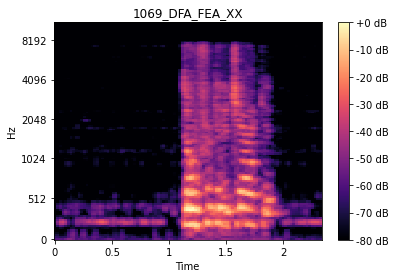 1069_DFA_FEA_XX
+0 dB
8192
-10 dB
-20 dB
4096
-30 dB
2048
Hz
-40 dB
1024
-50 dB
-60 dB
512
-70 dB
0
-80 dB
0
0.5
1
1.5
2
Time